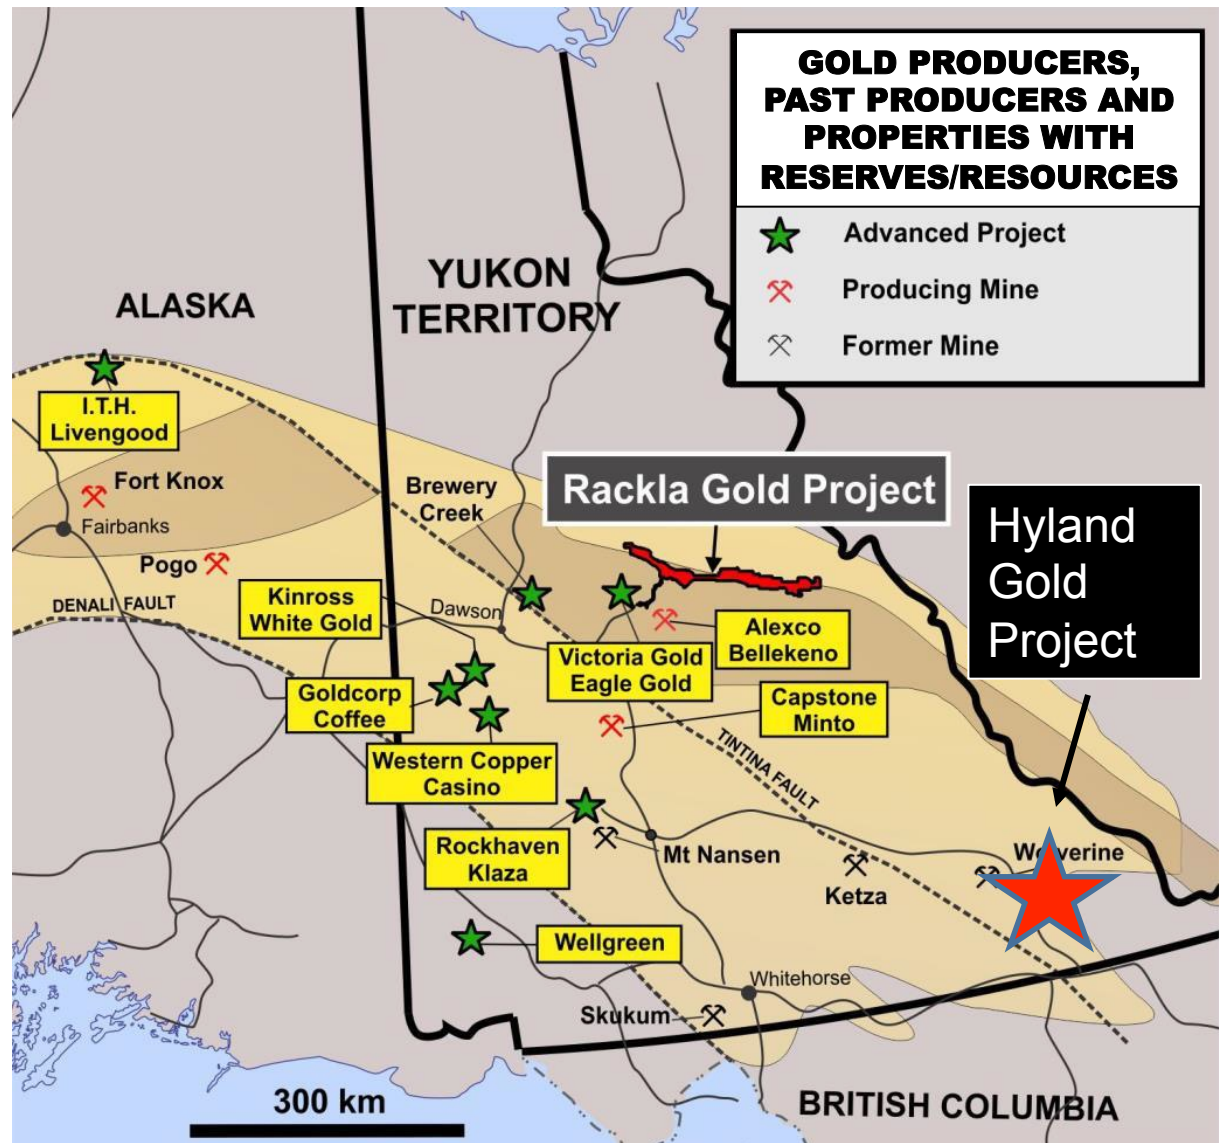 GOLD PRODUCERS,
PAST PRODUCERS AND
PROPERTIES WITH
RESERVES/RESOURCES
Advanced Project
Producing Mine
Former Mine
YUKON
TERRITORY
ALASKA
I.T.H.
Livengood
Fort Knox
Fairbanks
Pogo
DENALI FAULT
Brewery
Creek
Rackla Gold Project
Hyland
Gold
Project
Kinross
White Gold
Dawson
Alexco
Bellekeno
Victoria Gold
Eagle Gold
Goldcorp
Coffee
Capstone
Minto
Western Copper
Casino
TINTINA FAULT
Rockhaven
Klaza
Mt Nansen
Ketza
Wolverine
Wellgreen
Whitehorse
Skukum
300 km
BRITISH COLUMBIA